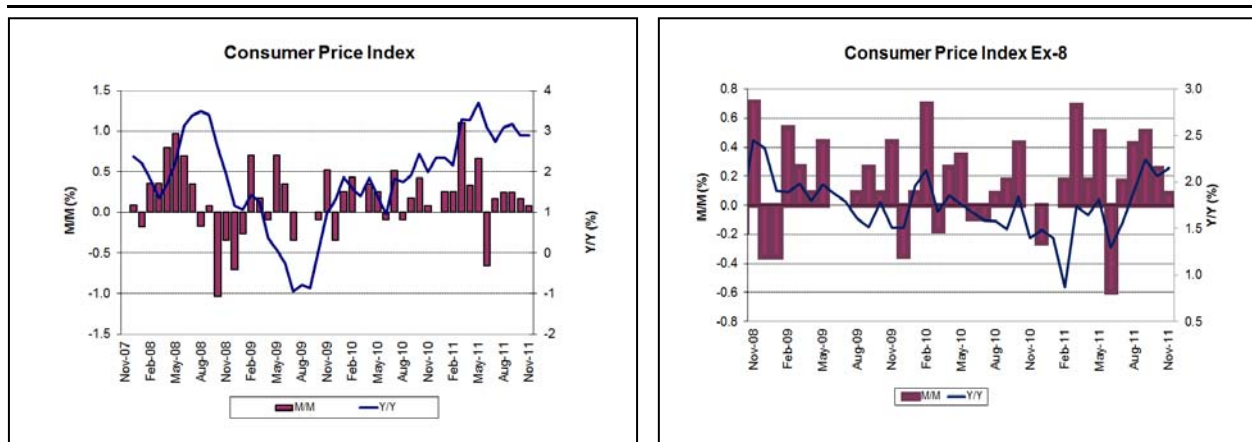 Consumer Price Index
1.5
1.0
0.5
0.0
-0.5
-1.0
-1.5
M/M (%)
4
3
2
1
0
-1
-2
Y/Y (%)
Nov-07
Feb-08
May-08
Aug-08
Nov-08
Feb-09
May-09
Aug-09
Nov-09
Feb-10
May-10
Aug-10
Nov-10
Feb-11
May-11
Aug-11
Nov-11
M/M Y/Y
Consumer Price Index Ex-8
0.8
0.6
0.4
0.2
0.0
-0.2
-0.4
-0.6
-0.8
M/M (%)
3.0
2.5
2.0
1.5
1.0
0.5
Y/Y (%)
Nov-08
Feb-09
May-09
Aug-09
Nov-09
Feb-10
May-10
Aug-10
Nov-10
Feb-11
May-11
Aug-11
Nov-11
M/M Y/Y